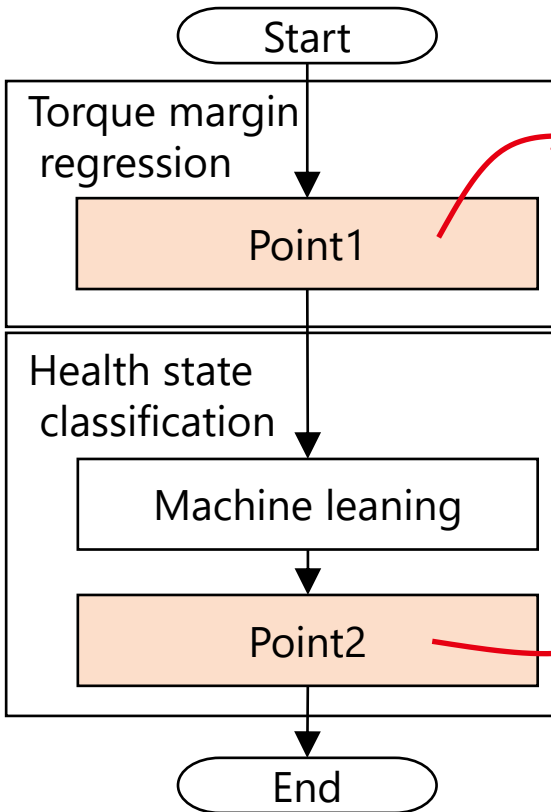 Start
Torque margin
regression
Point1
Health state
classification
Machine leaning
Point2
End